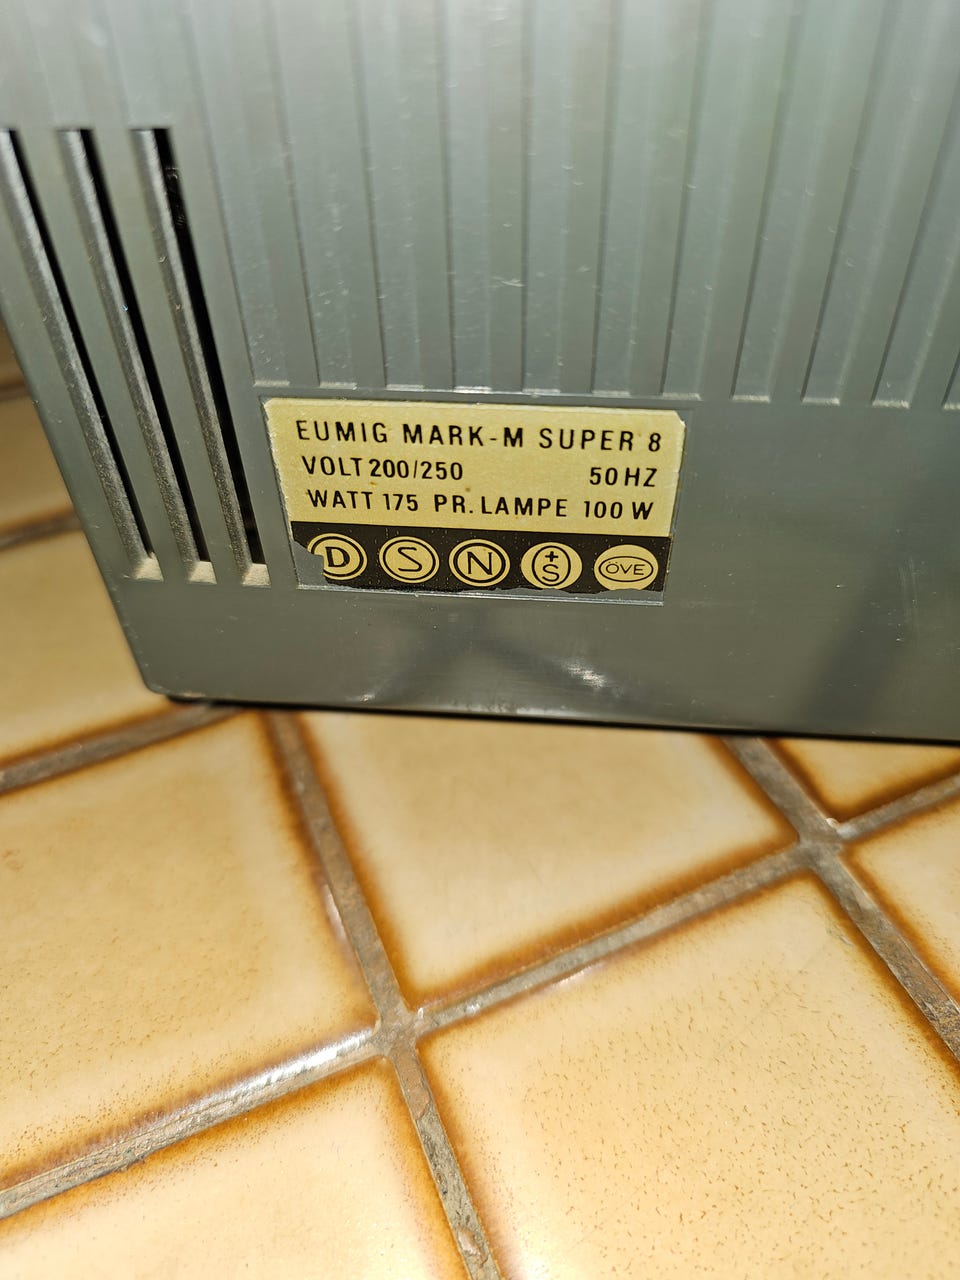 EUMIG MARK-M SUPER 8
VOLT 200/250 50 HZ
WATT 175 PR. LAMPE 100 W
D S N +S ÖVE